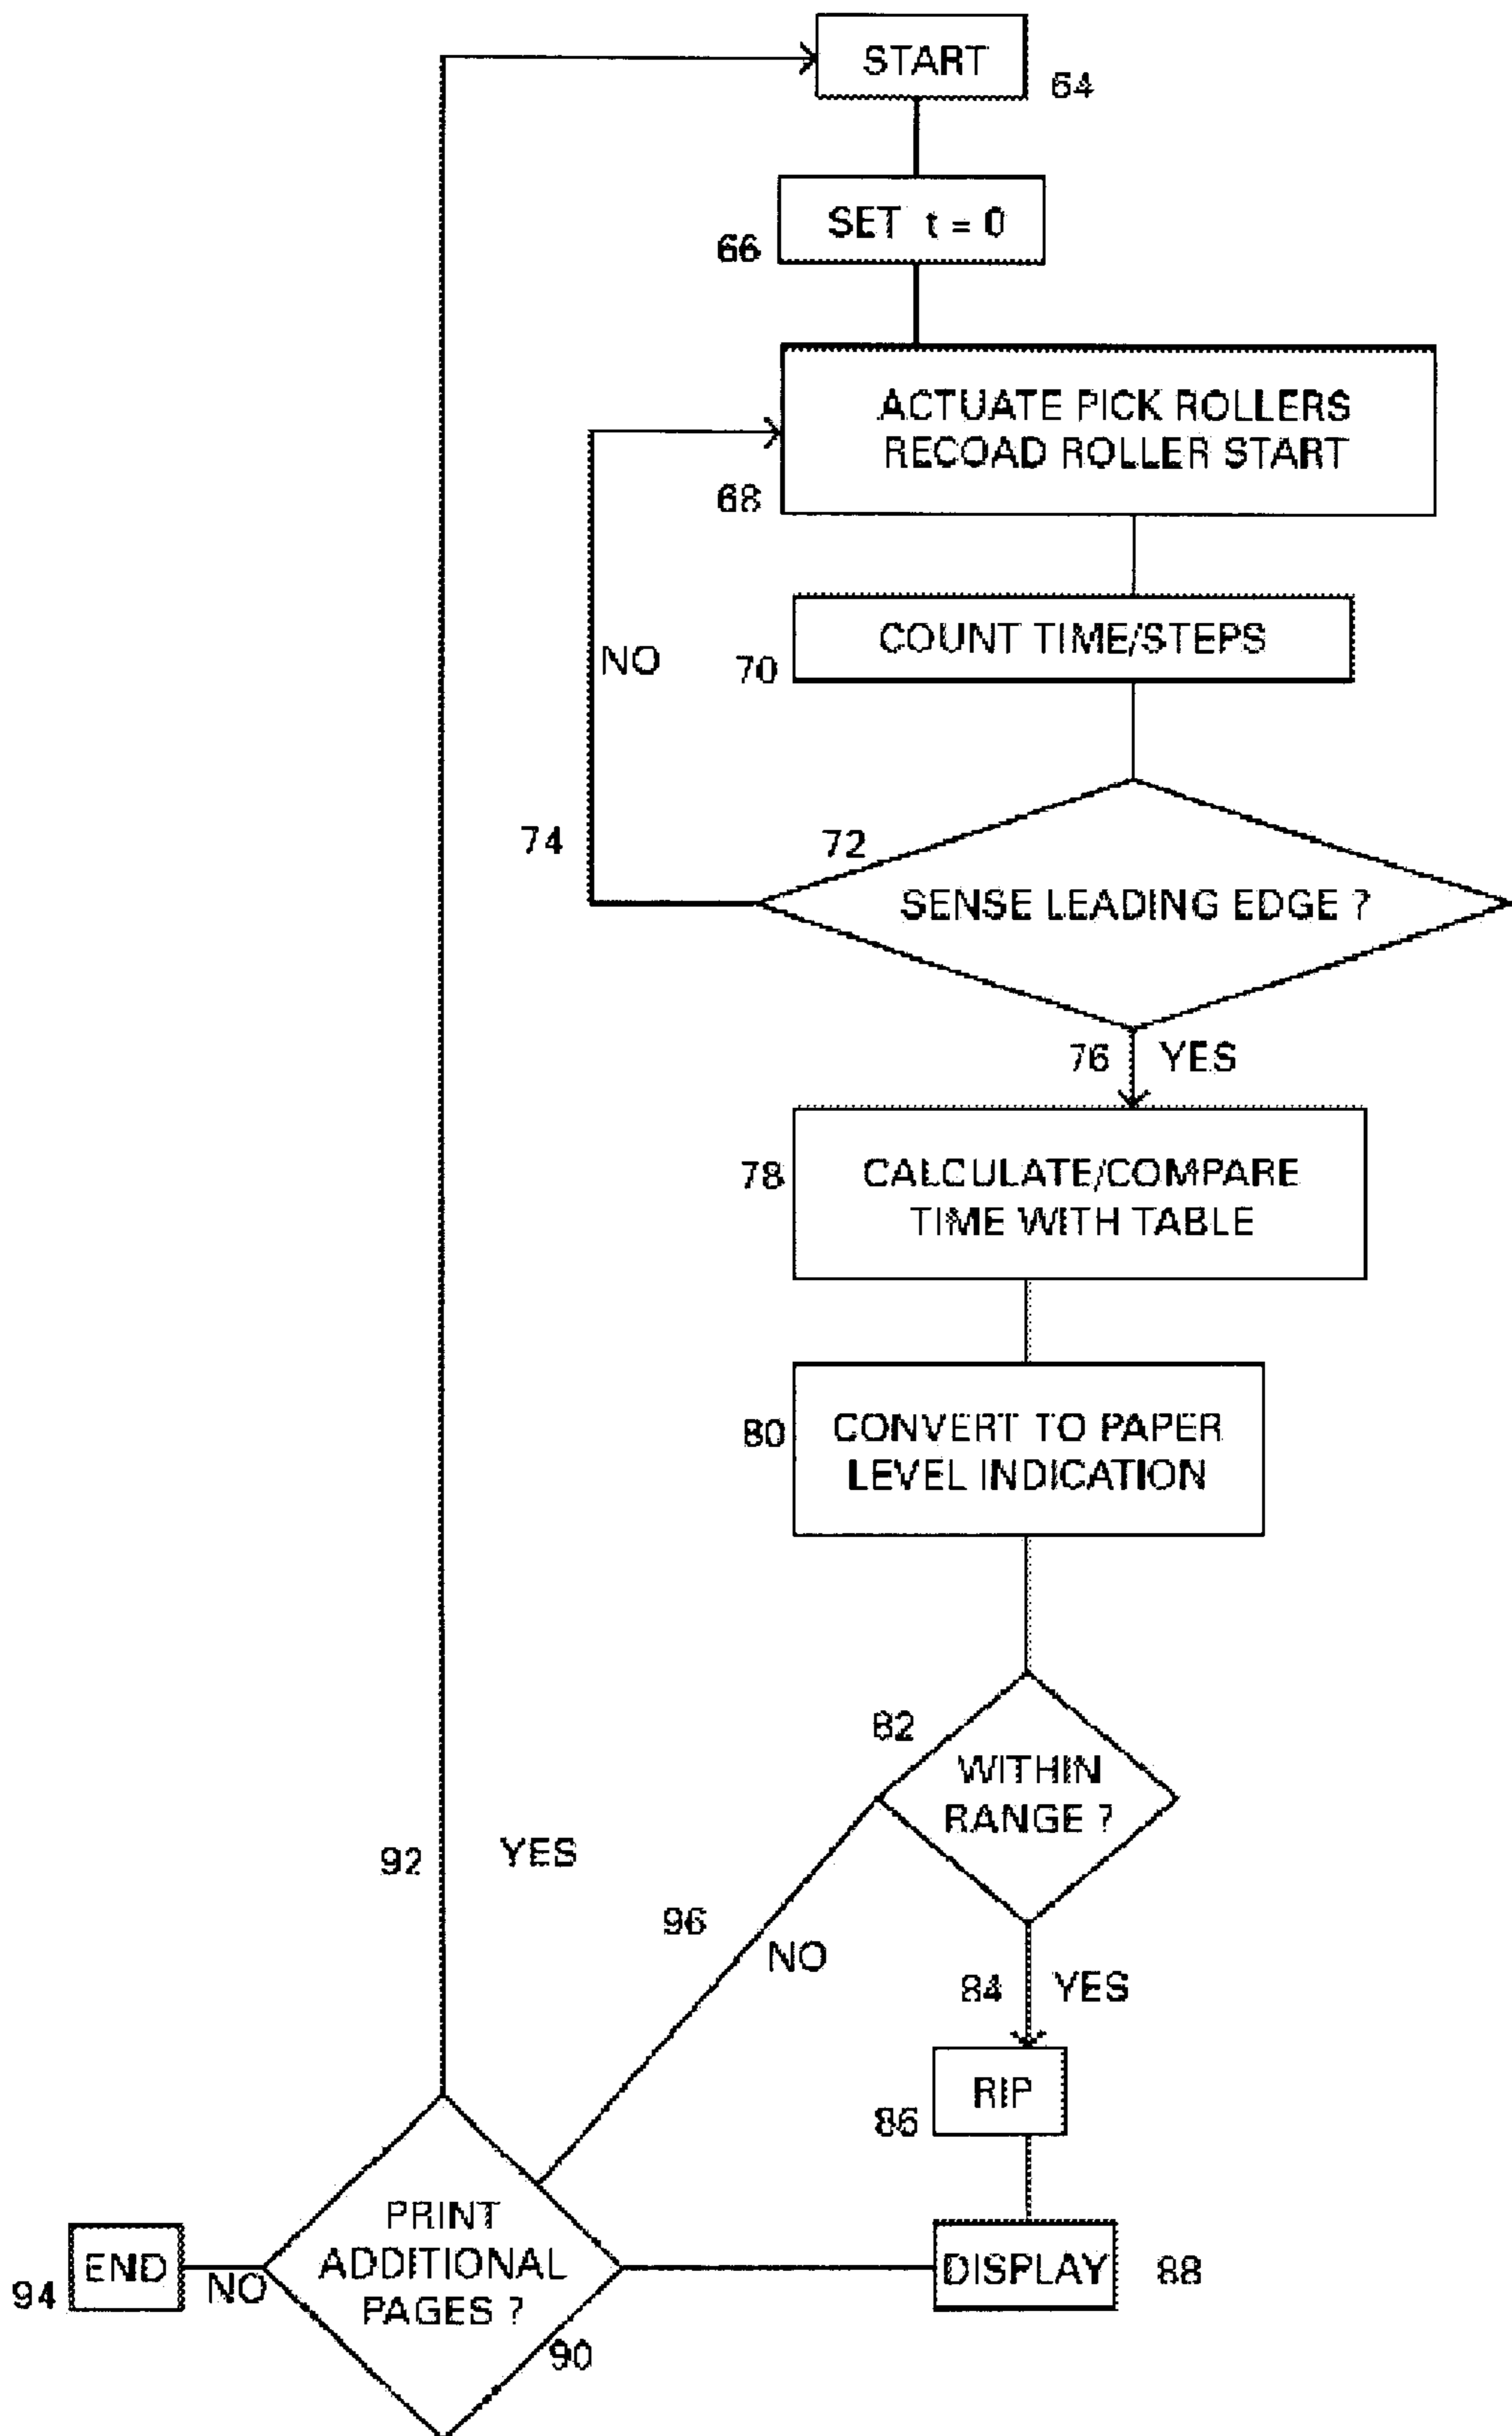 START
64
SET t = 0
66
ACTUATE PICK ROLLERS
RECOAD ROLLER START
68
COUNT TIME/STEPS
70
NO
74
72
SENSE LEADING EDGE ?
76 YES
78
CALCULATE/COMPARE
TIME WITH TABLE
80
CONVERT TO PAPER
LEVEL INDICATION
82
WITHIN
RANGE ?
92
YES
96
NO
84 YES
RIP
86
PRINT
ADDITIONAL
PAGES ?
90
END
94
NO
DISPLAY
88